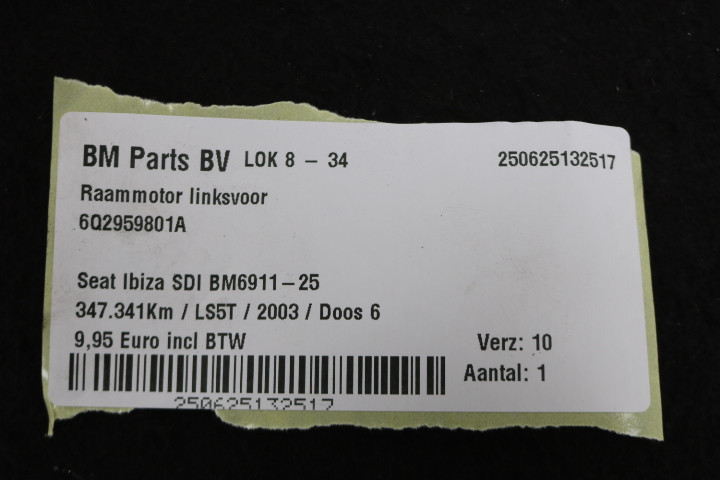 BM Parts BV LOK 8 - 34 250625132517
Raammotor linksvoor
6Q2959801A
Seat Ibiza SDI BM6911-25
347.341Km / LS5T / 2003 / Doos 6
9,95 Euro incl BTW Verz: 10
Aantal: 1
250625132517